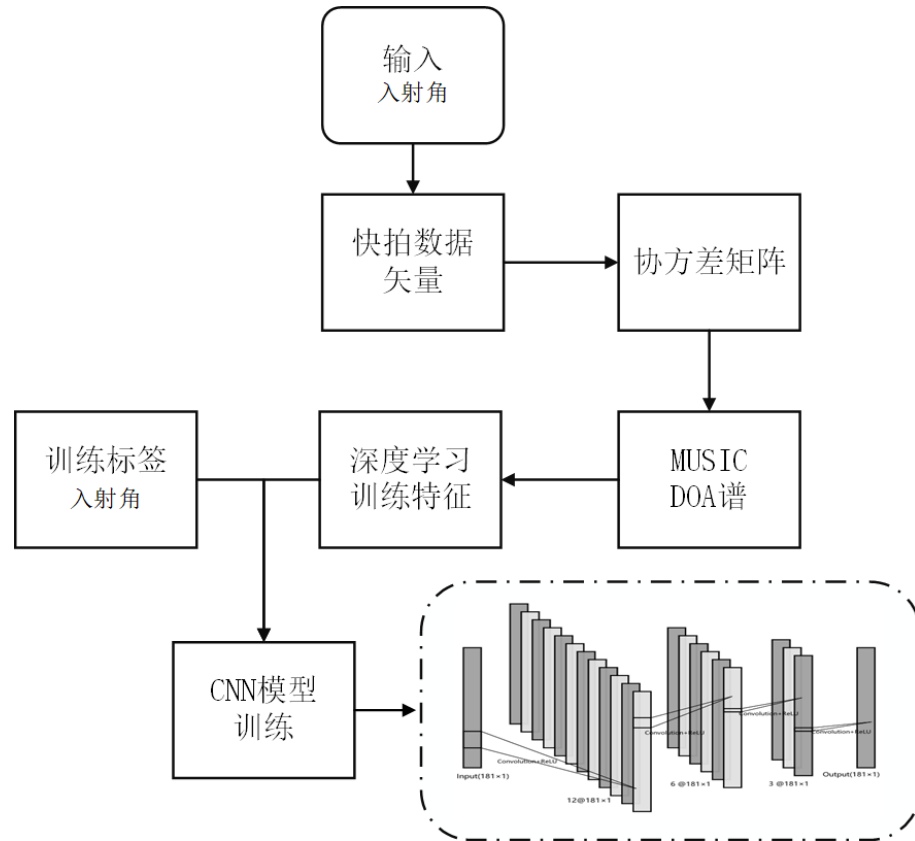 输入
入射角
快拍数据
矢量
协方差矩阵
训练标签
入射角
深度学习
训练特征
MUSIC
DOA谱
CNN模型
训练
Convolution+ReLU
Convolution+ReLU
Convolution+ReLU
Convolution+ReLU
Input(181×1)
12@181×1
6@181×1
3@181×1
Output(181×1)